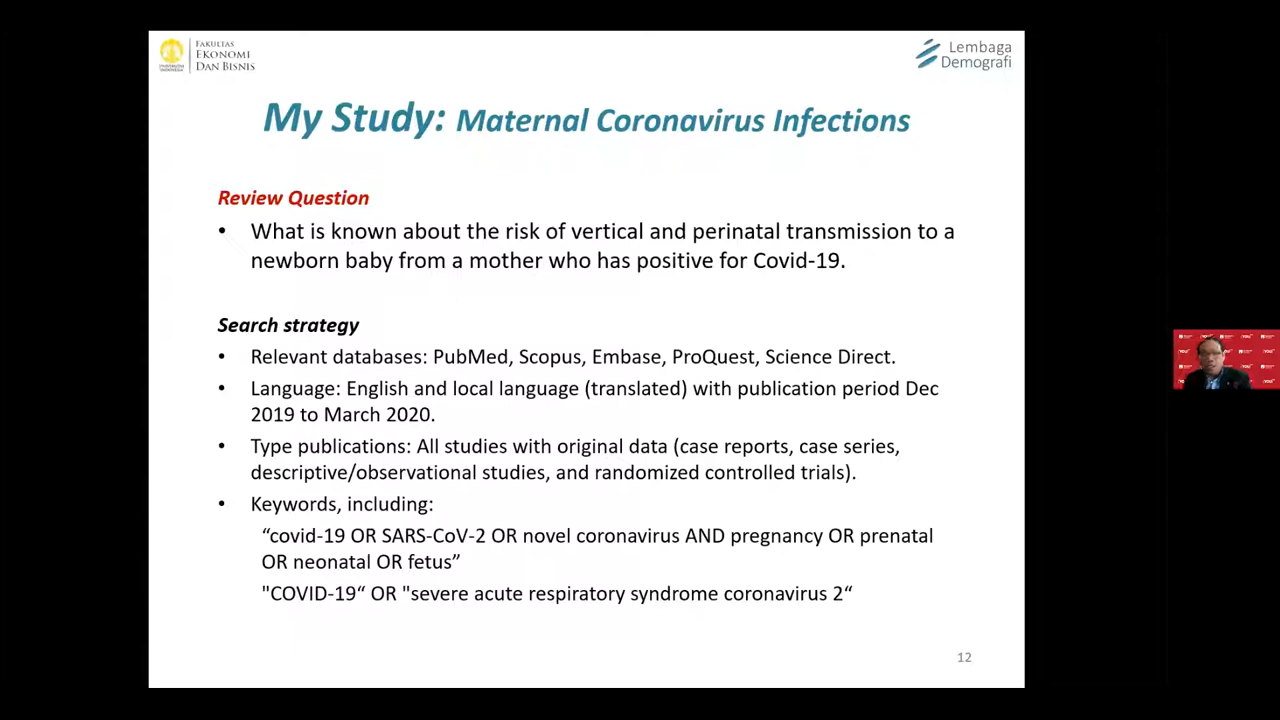 FAKULTAS
EKONOMI
DAN BISNIS
Lembaga
Demografi
My Study: Maternal Coronavirus Infections
Review Question
• What is known about the risk of vertical and perinatal transmission to a
newborn baby from a mother who has positive for Covid-19.
Search strategy
• Relevant databases: PubMed, Scopus, Embase, ProQuest, Science Direct.
• Language: English and local language (translated) with publication period Dec
2019 to March 2020.
• Type publications: All studies with original data (case reports, case series,
descriptive/observational studies, and randomized controlled trials).
• Keywords, including:
“covid-19 OR SARS-CoV-2 OR novel coronavirus AND pregnancy OR prenatal
OR neonatal OR fetus”
"COVID-19“ OR "severe acute respiratory syndrome coronavirus 2“
12